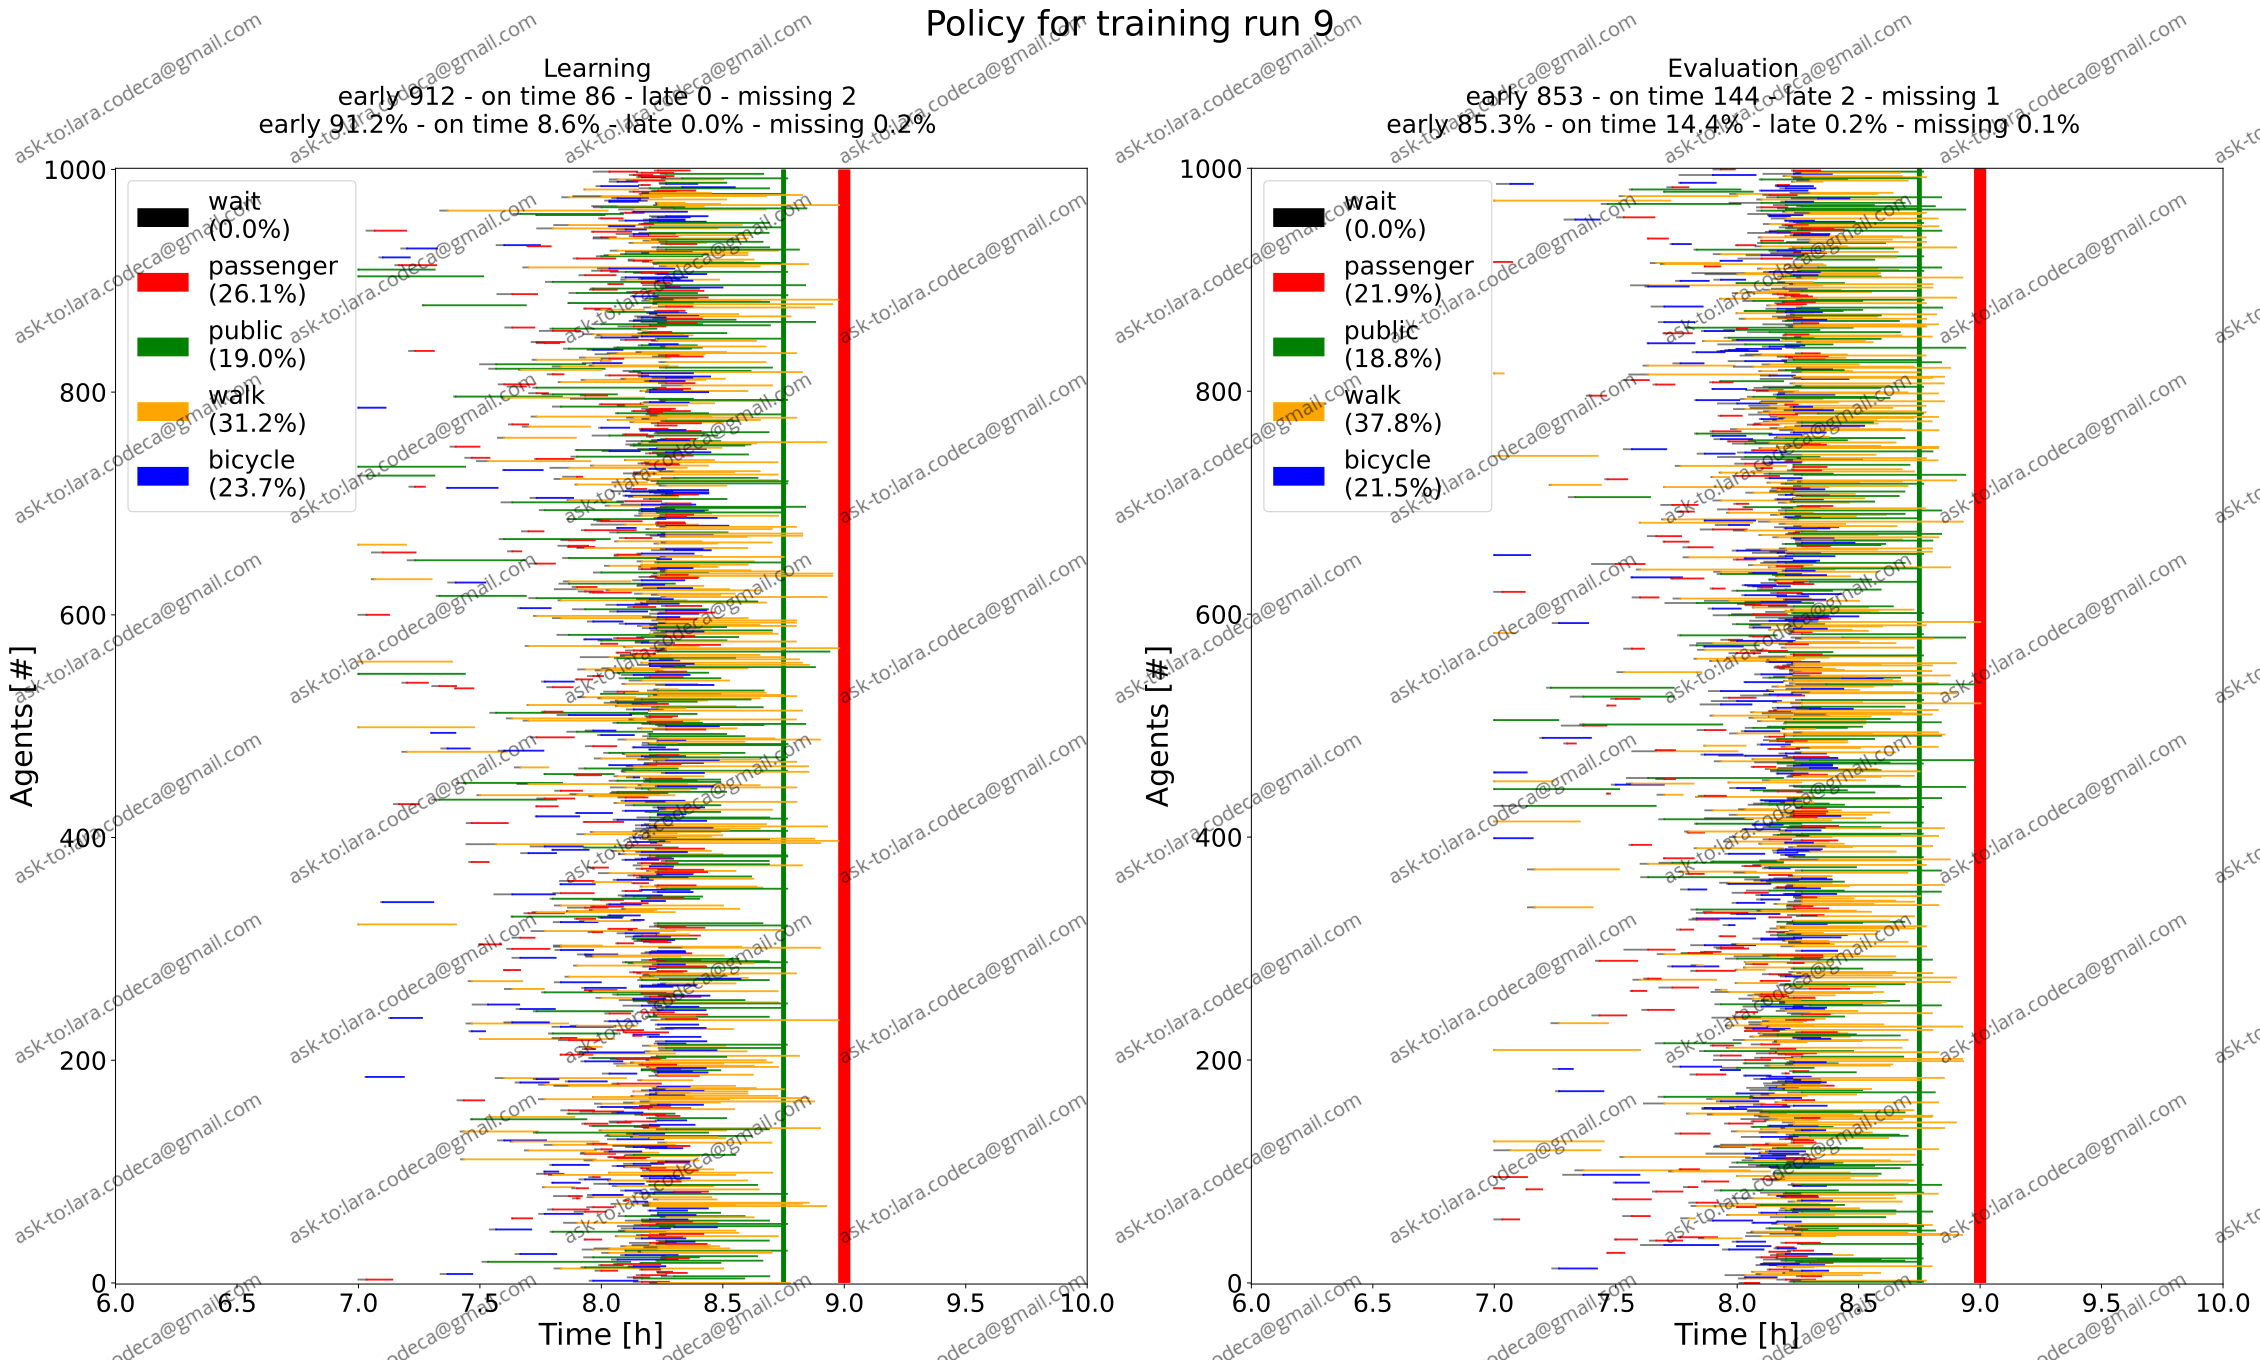 Policy for training run 9
Learning
early 912 - on time 86 - late 0 - missing 2
early 91.2% - on time 8.6% - late 0.0% - missing 0.2%
1000
800
600
400
200
0
Agents [#]
wait
(0.0%)
passenger
(26.1%)
public
(19.0%)
walk
(31.2%)
bicycle
(23.7%)
6.0 6.5 7.0 7.5 8.0 8.5 9.0 9.5 10.0
Time [h]
Evaluation
early 853 - on time 144 - late 2 - missing 1
early 85.3% - on time 14.4% - late 0.2% - missing 0.1%
1000
800
600
400
200
0
Agents [#]
wait
(0.0%)
passenger
(21.9%)
public
(18.8%)
walk
(37.8%)
bicycle
(21.5%)
6.0 6.5 7.0 7.5 8.0 8.5 9.0 9.5 10.0
Time [h]
ask-to:lara.codeca@gmail.com